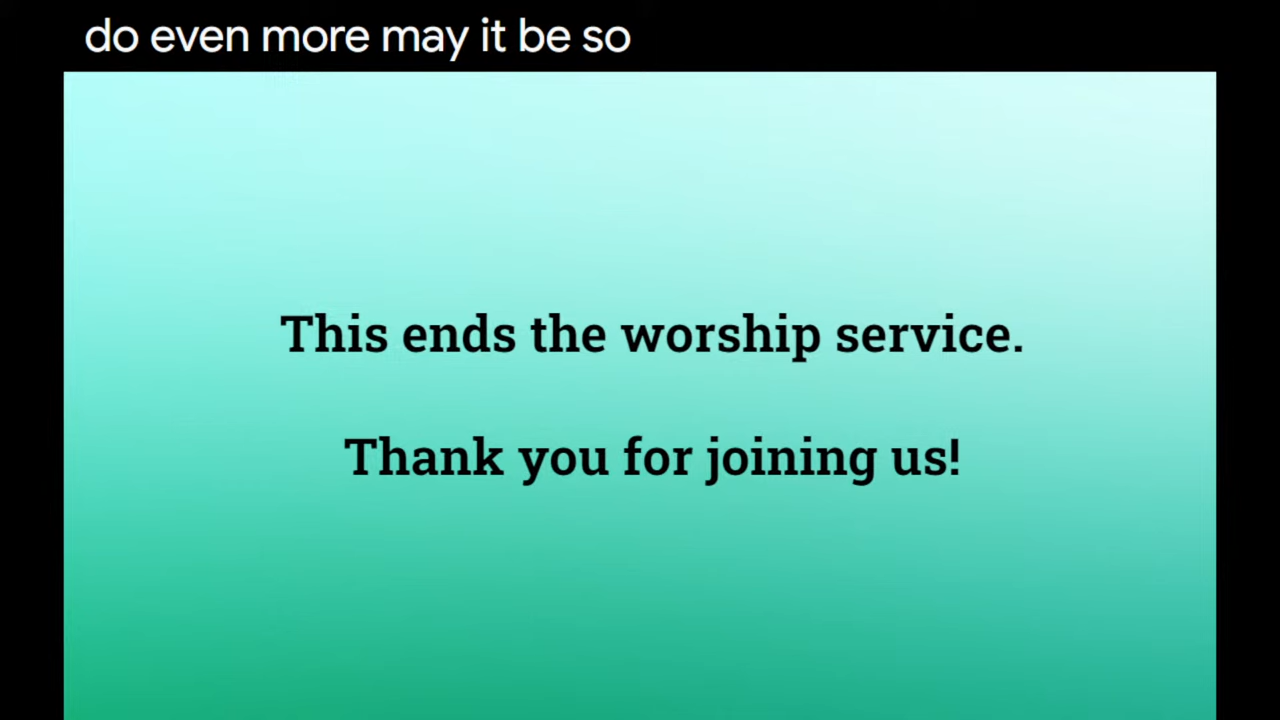 do even more may it be so
This ends the worship service.
Thank you for joining us!